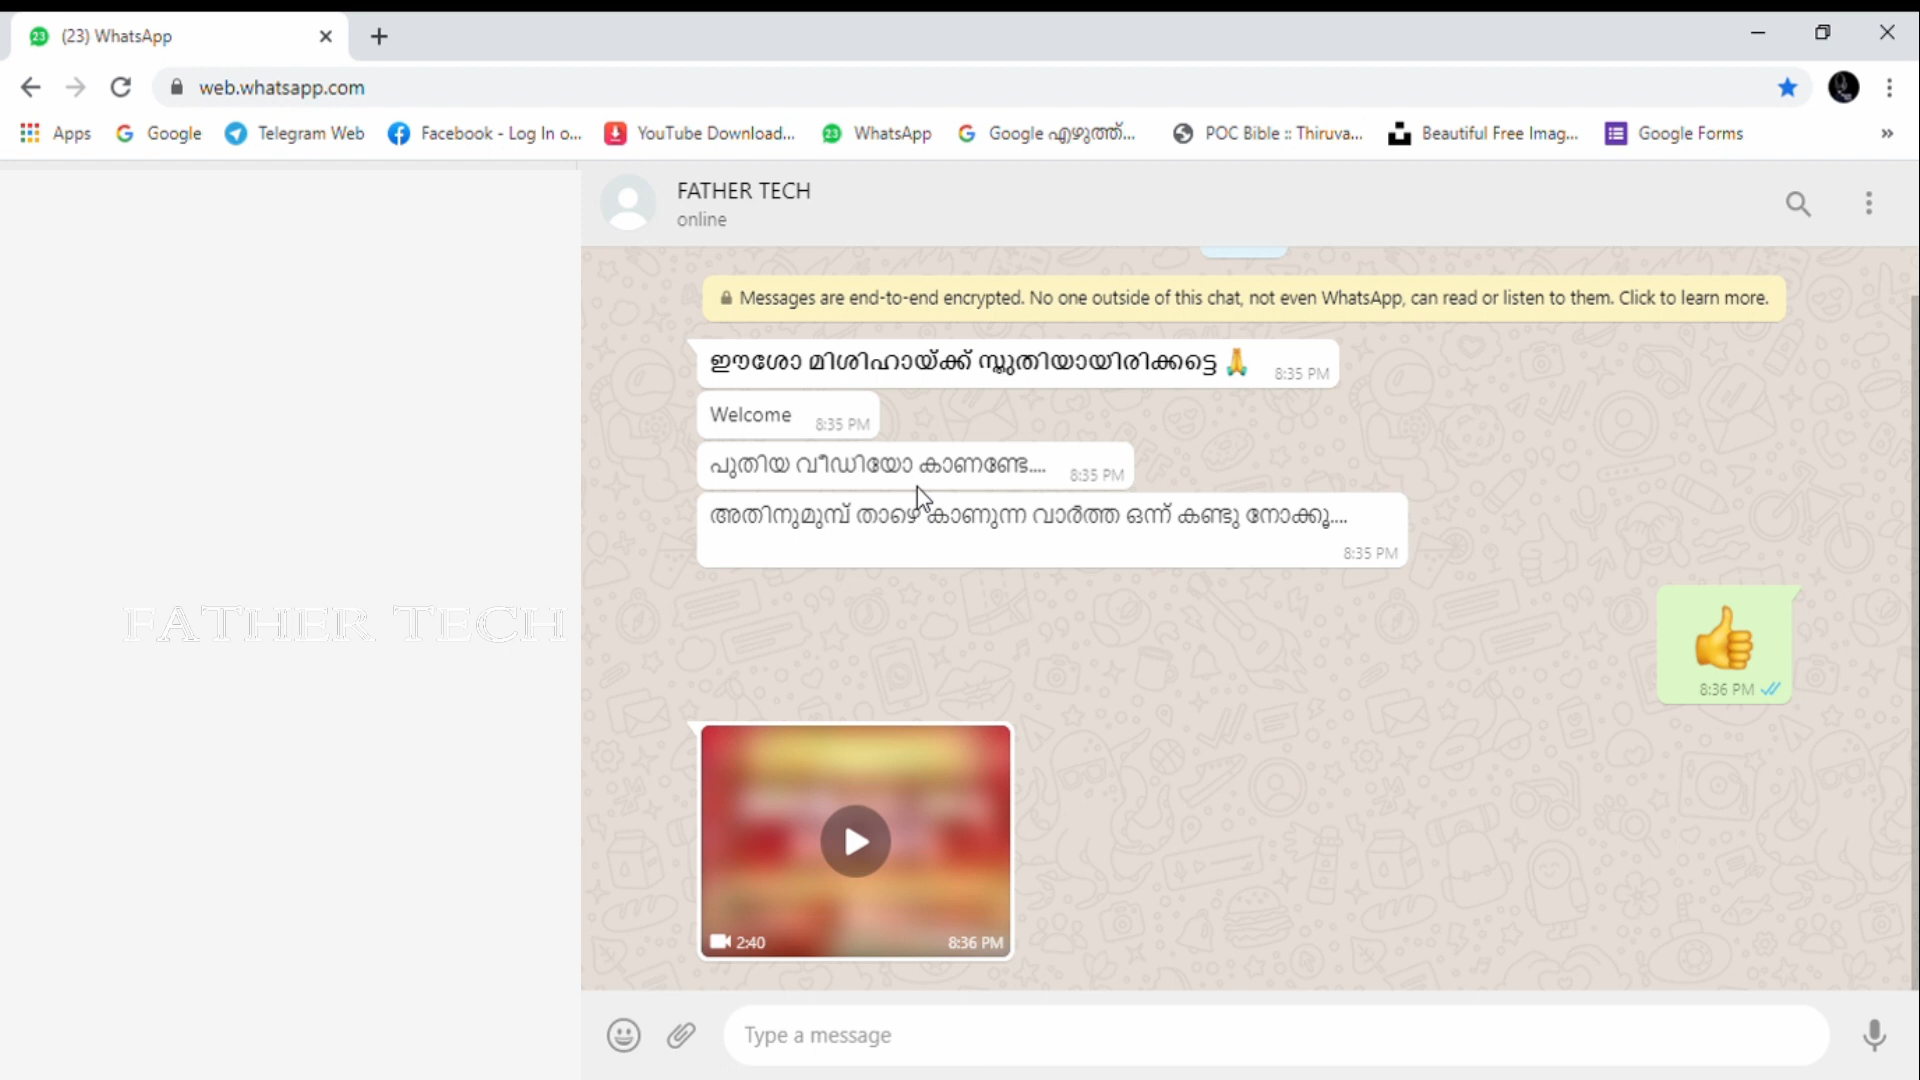 (23) WhatsApp
web.whatsapp.com
Apps Google Telegram Web Facebook - Log In o... YouTube Download... 23 WhatsApp Google എഴുത്ത്... POC Bible :: Thiruva... Beautiful Free Imag... Google Forms »
FATHER TECH
online
Messages are end-to-end encrypted. No one outside of this chat, not even WhatsApp, can read or listen to them. Click to learn more.
ഈശോ മിശിഹായ്ക്ക് സ്തുതിയായിരിക്കട്ടെ 🙏 8:35 PM
Welcome 8:35 PM
പുതിയ വീഡിയോ കാണണ്ടേ.... 8:35 PM
അതിനുമുമ്പ് താഴെ കാണുന്ന വാർത്ത ഒന്ന് കണ്ടു നോക്കൂ....
8:35 PM
FATHER TECH
👍
8:36 PM
2:40 8:36 PM
Type a message